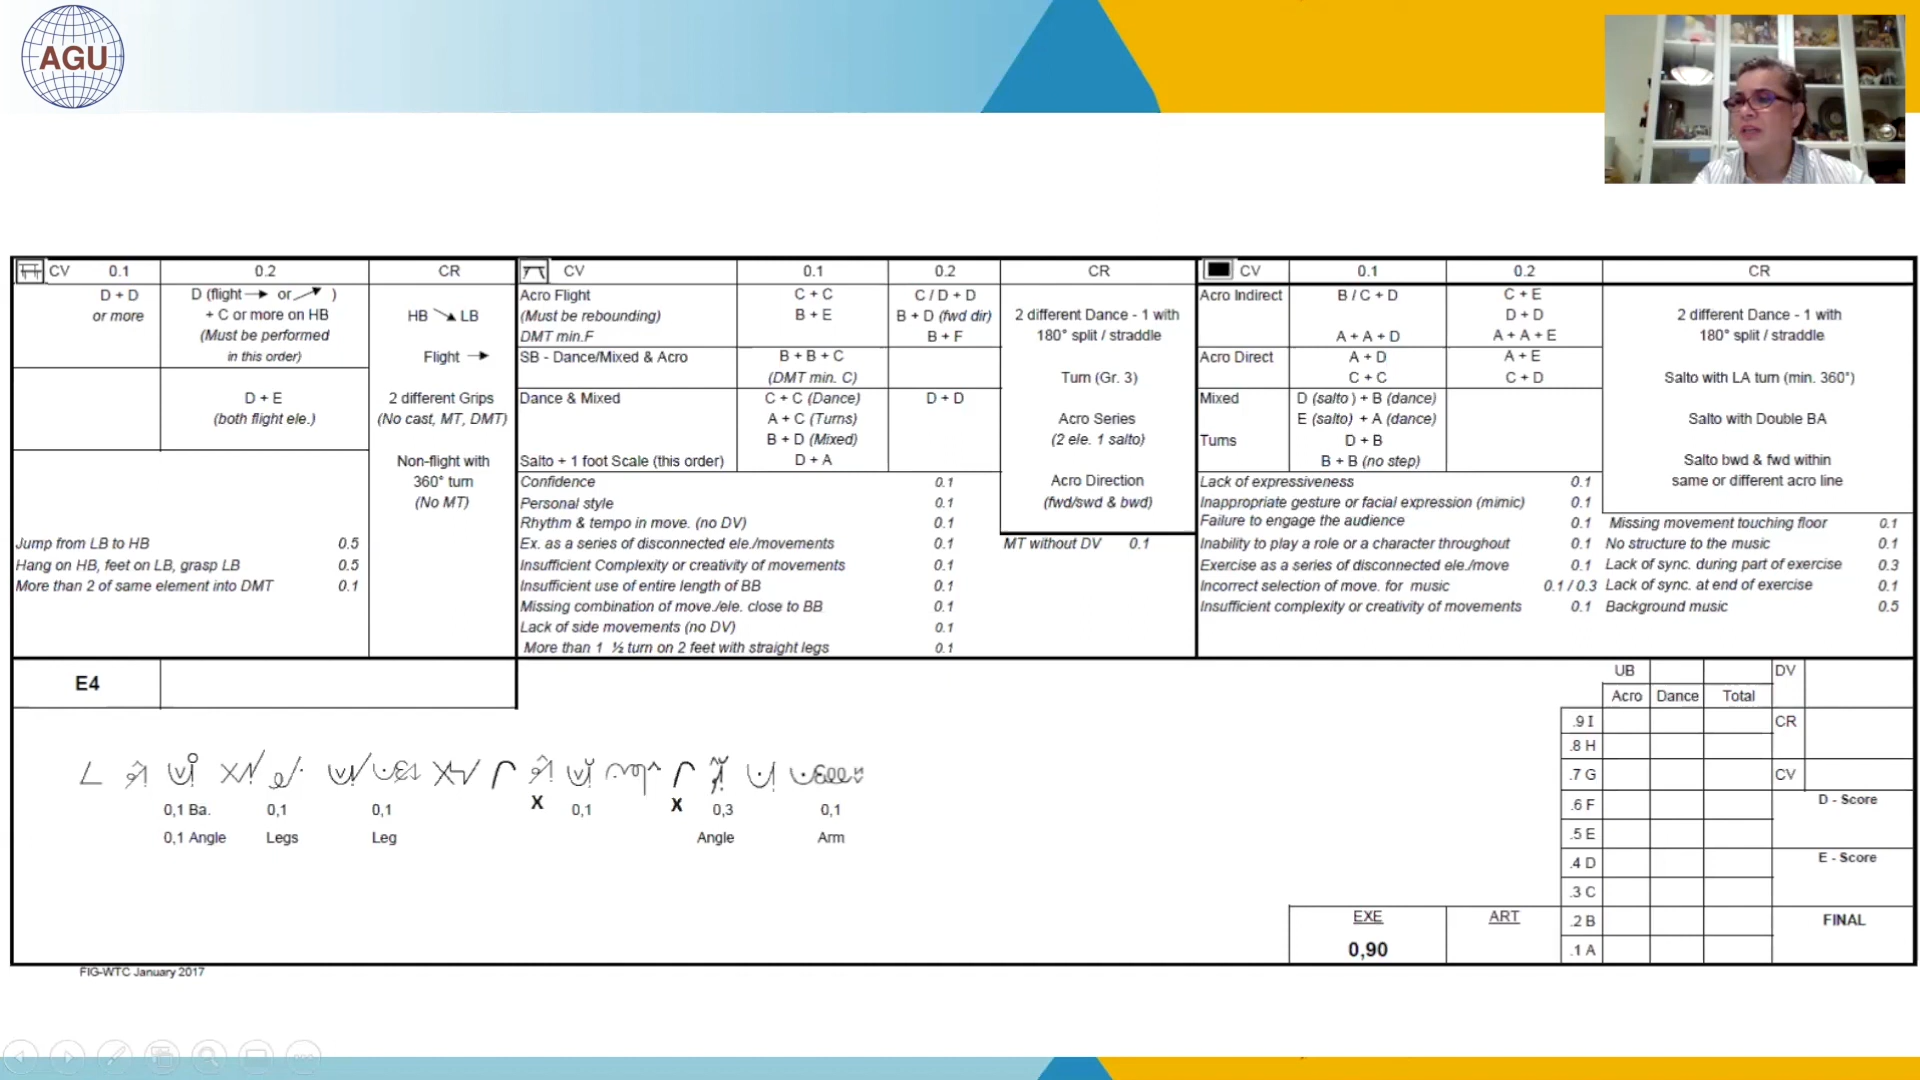 AGU
CV 0.1 0.2 CR
D + D
or more
D (flight → or )
+ C or more on HB
(Must be performed
in this order)
D + E
(both flight ele.)
HB LB
Flight →
2 different Grips
(No cast, MT, DMT)
Non-flight with
360° turn
(No MT)
Jump from LB to HB 0.5
Hang on HB, feet on LB, grasp LB 0.5
More than 2 of same element into DMT 0.1
CV 0.1 0.2 CR
Acro Flight C + C C / D + D
(Must be rebounding) B + E B + D (fwd dir)
DMT min.F B + F
SB - Dance/Mixed & Acro B + B + C
(DMT min. C)
Dance & Mixed C + C (Dance) D + D
A + C (Turns)
B + D (Mixed)
Salto + 1 foot Scale (this order) D + A
Confidence 0.1
Personal style 0.1
Rhythm & tempo in move. (no DV) 0.1
Ex. as a series of disconnected ele./movements 0.1
Insufficient Complexity or creativity of movements 0.1
Insufficient use of entire length of BB 0.1
Missing combination of move./ele. close to BB 0.1
Lack of side movements (no DV) 0.1
More than 1 ½ turn on 2 feet with straight legs 0.1
2 different Dance - 1 with
180° split / straddle
Turn (Gr. 3)
Acro Series
(2 ele. 1 salto)
Acro Direction
(fwd/swd & bwd)
MT without DV 0.1
CV 0.1 0.2 CR
Acro Indirect B / C + D C + E
D + D
A + A + D A + A + E
Acro Direct A + D A + E
C + C C + D
Mixed D (salto ) + B (dance)
E (salto) + A (dance)
Turns D + B
B + B (no step)
Lack of expressiveness 0.1
Inappropriate gesture or facial expression (mimic) 0.1
Failure to engage the audience 0.1
Inability to play a role or a character throughout 0.1
Exercise as a series of disconnected ele./move 0.1
Incorrect selection of move. for music 0.1 / 0.3
Insufficient complexity or creativity of movements 0.1
2 different Dance - 1 with
180° split / straddle
Salto with LA turn (min. 360°)
Salto with Double BA
Salto bwd & fwd within
same or different acro line
Missing movement touching floor 0.1
No structure to the music 0.1
Lack of sync. during part of exercise 0.3
Lack of sync. at end of exercise 0.1
Background music 0.5
E4
X X
0,1 Ba. 0,1 0,1 0,1 0,3 0,1
0,1 Angle Legs Leg Angle Arm
UB DV
Acro Dance Total
.9 I CR
.8 H
.7 G CV
.6 F D - Score
.5 E
.4 D E - Score
.3 C
.2 B FINAL
.1 A
EXE ART
0,90
FIG-WTC January 2017